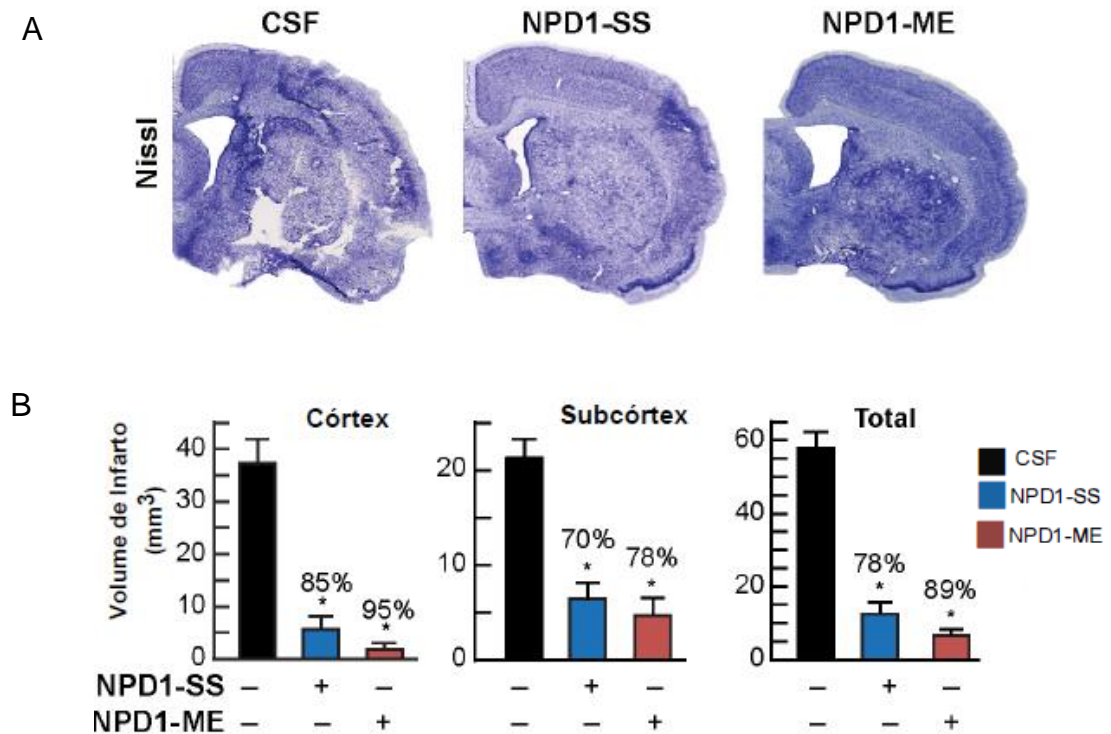 A
CSF NPD1-SS NPD1-ME
Nissl
B
Córtex Subcórtex Total
Volume de Infarto
(mm³)
40
30
20
10
0
85%
*
95%
*
20
10
0
70%
*
78%
*
60
40
20
0
78%
*
89%
*
CSF
NPD1-SS
NPD1-ME
NPD1-SS − + − − + − − + −
NPD1-ME − − + − − + − − +